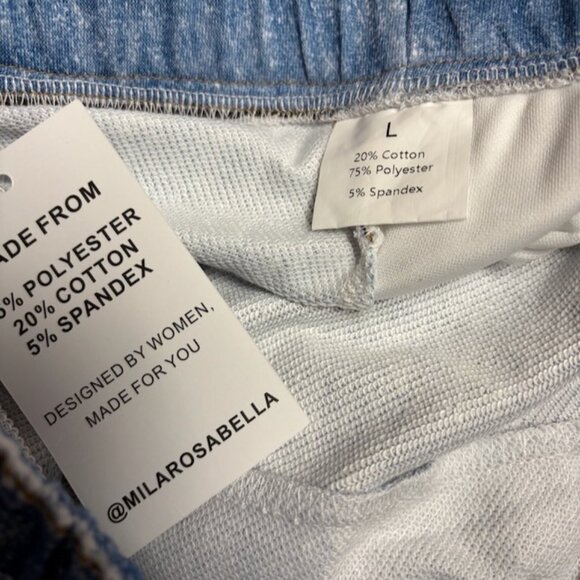 ADE FROM
5% POLYESTER
20% COTTON
5% SPANDEX
DESIGNED BY WOMEN,
MADE FOR YOU
@MILAROSABELLA
L
20% Cotton
75% Polyester
5% Spandex